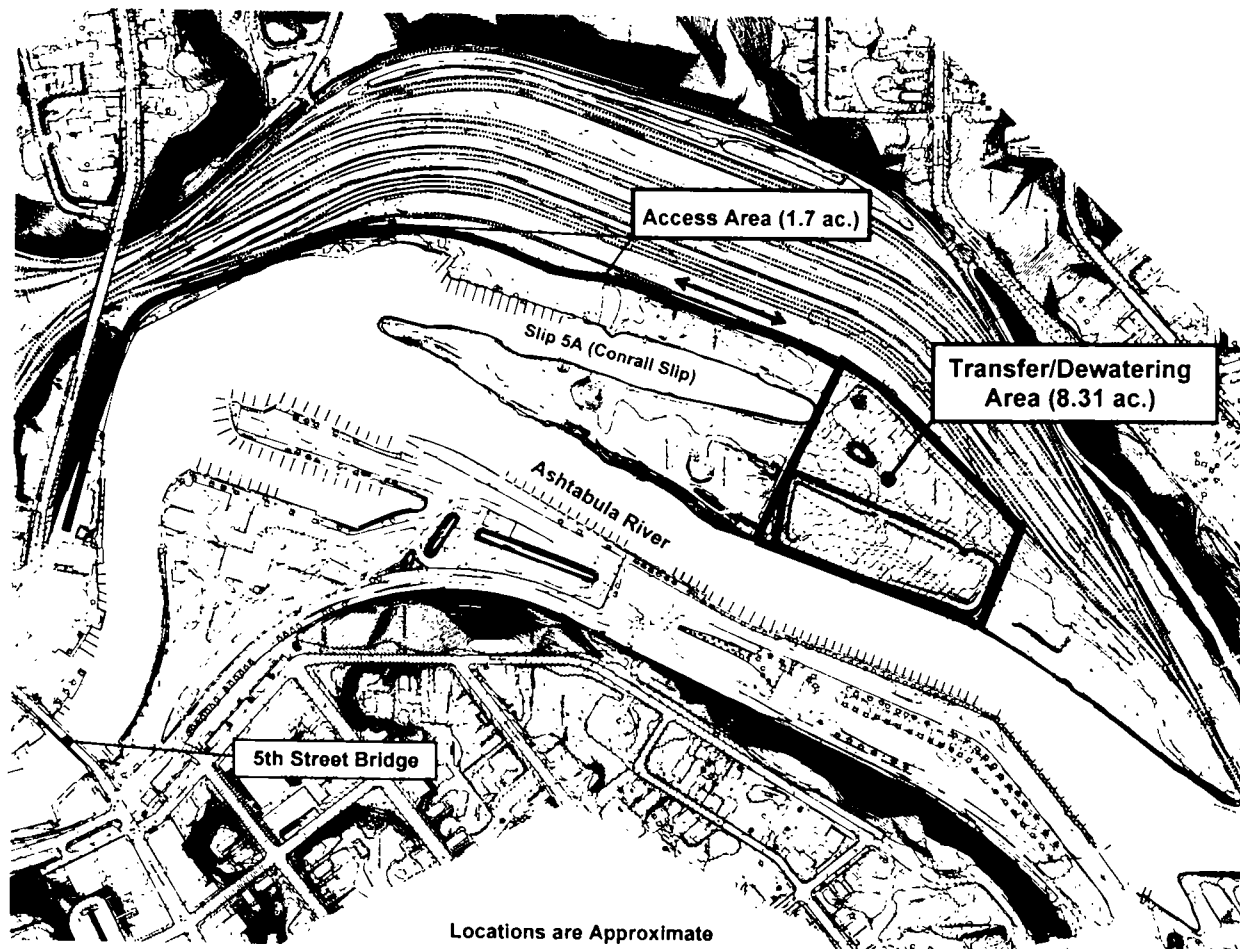 Access Area (1.7 ac.)
Slip 5A (Conrail Slip)
Transfer/Dewatering
Area (8.31 ac.)
Ashtabula River
5th Street Bridge
Locations are Approximate